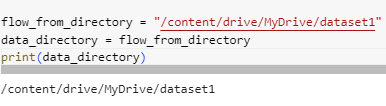 flow_from_directory = "/content/drive/MyDrive/dataset1"
data_directory = flow_from_directory
print(data_directory)
/content/drive/MyDrive/dataset1